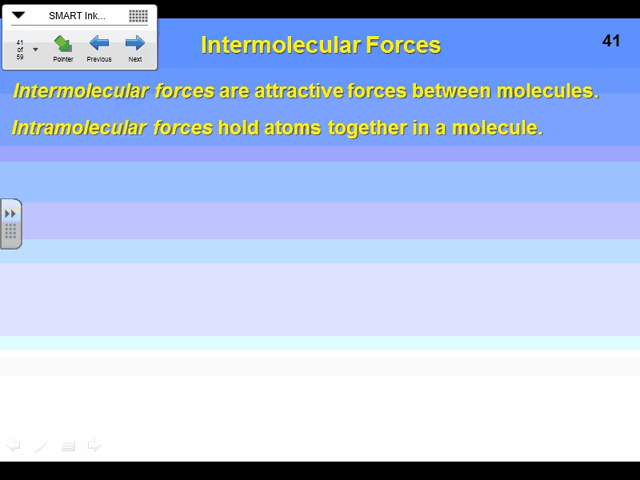 SMART Ink...
41
of
59
Pointer
Previous
Next
Intermolecular Forces
41
Intermolecular forces are attractive forces between molecules.
Intramolecular forces hold atoms together in a molecule.